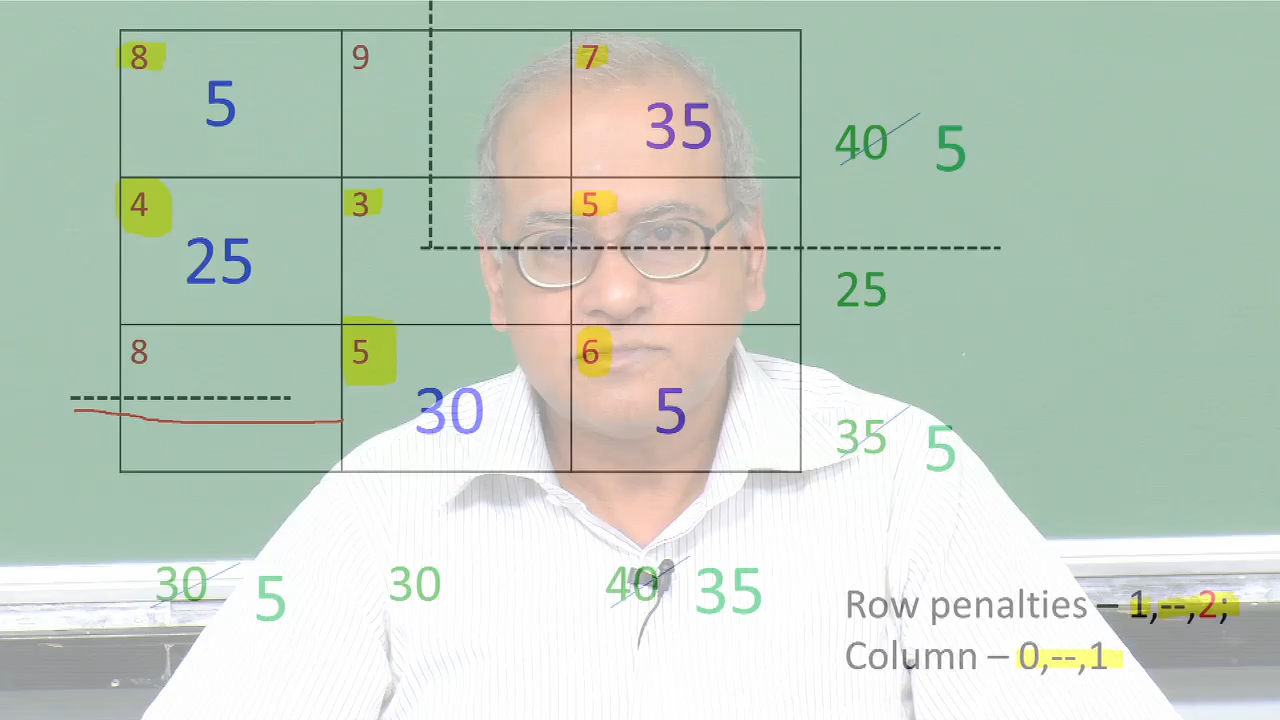 8 9 7
5 35
40 5
4 3 5
25
25
8 5 6
30 5
35 5
30 5 30 40 35
Row penalties – 1,--,2;
Column – 0,--,1